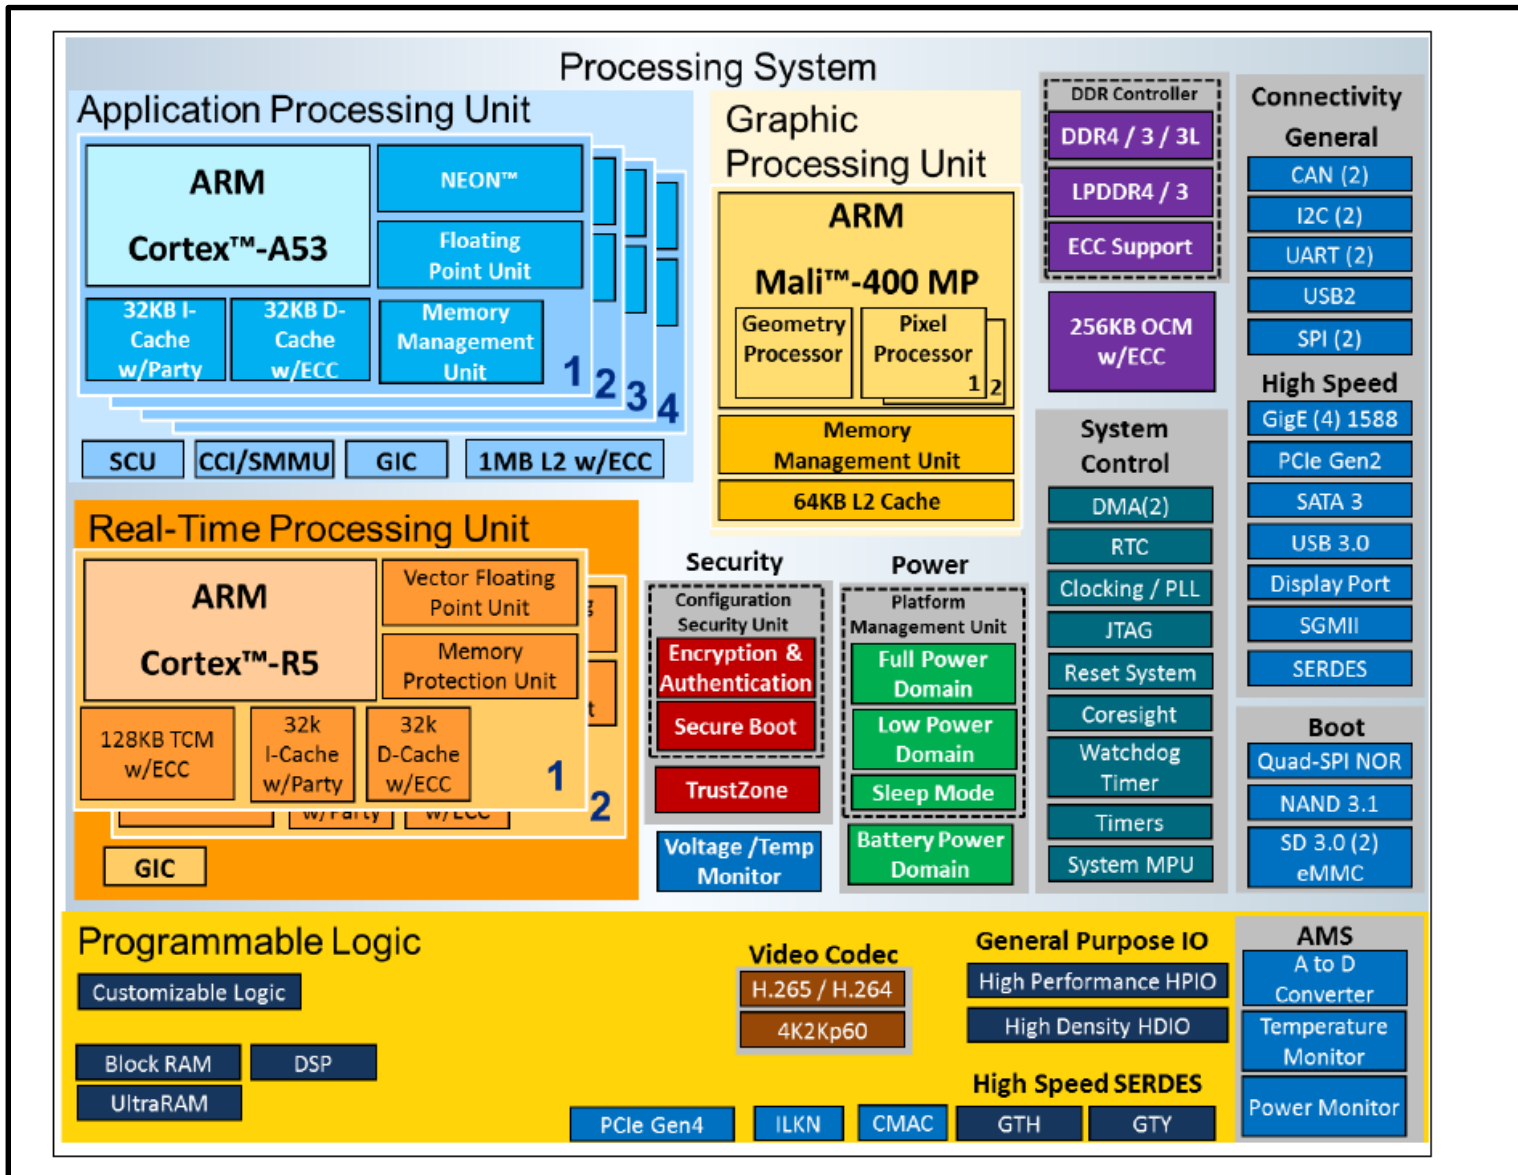 Processing System
Application Processing Unit
ARM
Cortex™-A53
NEON™
Floating
Point Unit
32KB I-
Cache
w/Party
32KB D-
Cache
w/ECC
Memory
Management
Unit
1
2
3
4
SCU
CCI/SMMU
GIC
1MB L2 w/ECC
Graphic
Processing Unit
ARM
Mali™-400 MP
Geometry
Processor
Pixel
Processor
1
2
Memory
Management Unit
64KB L2 Cache
DDR Controller
DDR4 / 3 / 3L
LPDDR4 / 3
ECC Support
256KB OCM
w/ECC
Connectivity
General
CAN (2)
I2C (2)
UART (2)
USB2
SPI (2)
High Speed
GigE (4) 1588
PCIe Gen2
SATA 3
USB 3.0
Display Port
SGMII
SERDES
System
Control
DMA(2)
RTC
Clocking / PLL
JTAG
Reset System
Coresight
Watchdog
Timer
Timers
System MPU
Real-Time Processing Unit
ARM
Cortex™-R5
Vector Floating
Point Unit
Memory
Protection Unit
128KB TCM
w/ECC
32k
I-Cache
w/Party
32k
D-Cache
w/ECC
1
g
t
w/Party
w/ECC
2
GIC
Security
Configuration
Security Unit
Encryption &
Authentication
Secure Boot
TrustZone
Voltage /Temp
Monitor
Power
Platform
Management Unit
Full Power
Domain
Low Power
Domain
Sleep Mode
Battery Power
Domain
Boot
Quad-SPI NOR
NAND 3.1
SD 3.0 (2)
eMMC
Programmable Logic
Customizable Logic
Block RAM
DSP
UltraRAM
Video Codec
H.265 / H.264
4K2Kp60
General Purpose IO
High Performance HPIO
High Density HDIO
High Speed SERDES
PCIe Gen4
ILKN
CMAC
GTH
GTY
AMS
A to D
Converter
Temperature
Monitor
Power Monitor